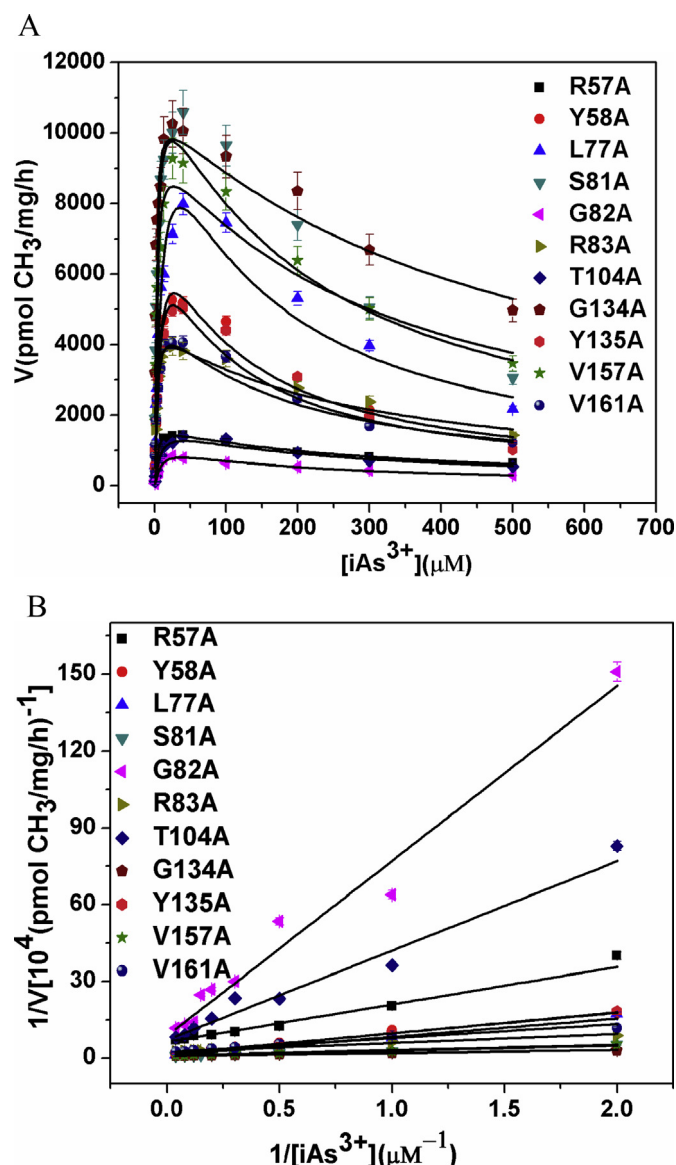 A
12000
10000
8000
6000
4000
2000
0
V(pmol CH3/mg/h)
R57A
Y58A
L77A
S81A
G82A
R83A
T104A
G134A
Y135A
V157A
V161A
0 100 200 300 400 500 600 700
[iAs3+](μM)
B
150
120
90
60
30
0
1/V[10^4(pmol CH3/mg/h)-1]
R57A
Y58A
L77A
S81A
G82A
R83A
T104A
G134A
Y135A
V157A
V161A
0.0 0.5 1.0 1.5 2.0
1/[iAs3+](μM−1)